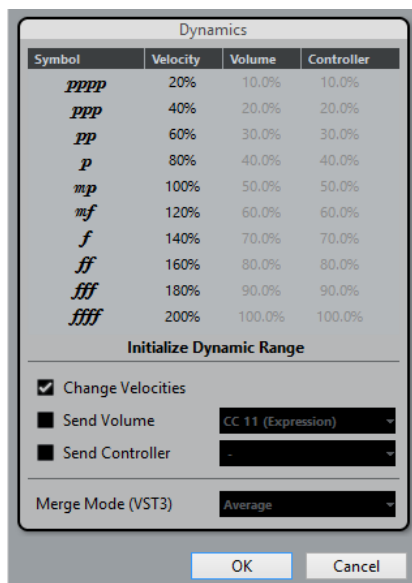 Dynamics
Symbol Velocity Volume Controller
pppp 20% 10.0% 10.0%
ppp 40% 20.0% 20.0%
pp 60% 30.0% 30.0%
p 80% 40.0% 40.0%
mp 100% 50.0% 50.0%
mf 120% 60.0% 60.0%
f 140% 70.0% 70.0%
ff 160% 80.0% 80.0%
fff 180% 90.0% 90.0%
ffff 200% 100.0% 100.0%
Initialize Dynamic Range
Change Velocities
Send Volume CC 11 (Expression)
Send Controller -
Merge Mode (VST3) Average
OK Cancel